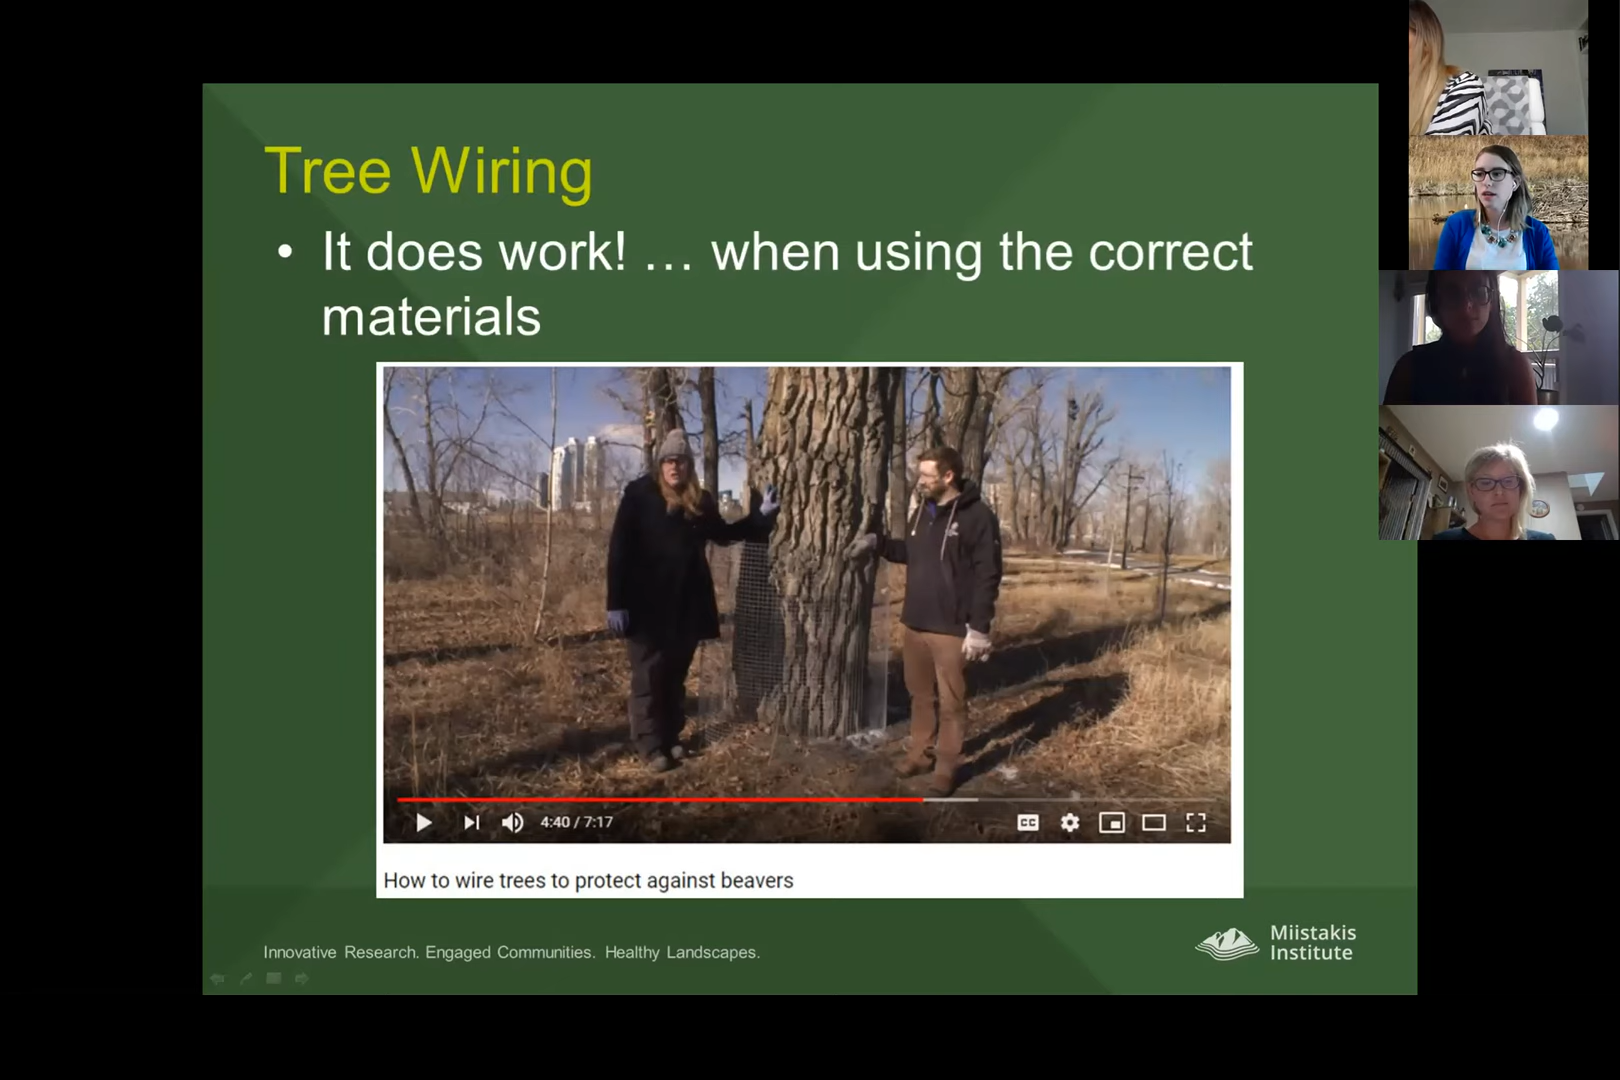 Tree Wiring
• It does work! … when using the correct
materials
4:40 / 7:17
CC
How to wire trees to protect against beavers
Innovative Research. Engaged Communities. Healthy Landscapes.
Miistakis
Institute